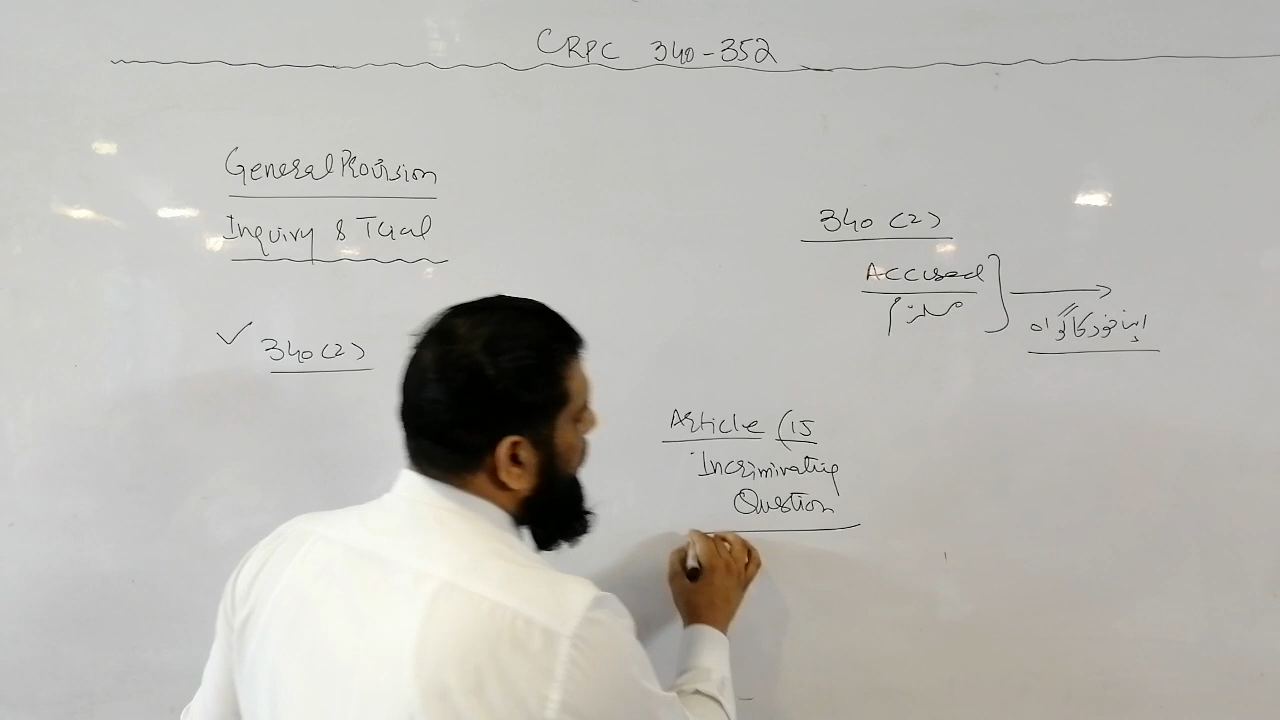 CRPC 340-352
General Provision
Inquiry & Trial
✓ 340(2)
340 (2)
Accused
ملزم
اپنا خود کا گواہ
Article (15
Incriminating
Question